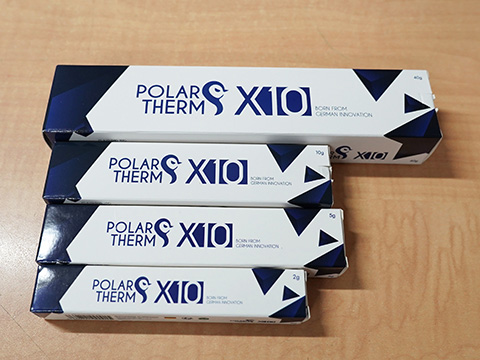 40g
POLAR
THERM
X10
BORN FROM
GERMAN INNOVATION
X10
10g
POLAR
THERM
X10
BORN FROM
GERMAN INNOVATION
5g
POLAR
THERM
X10
BORN FROM
GERMAN INNOVATION
2g
POLAR
THERM
X10
BORN FROM
GERMAN INNOVATION